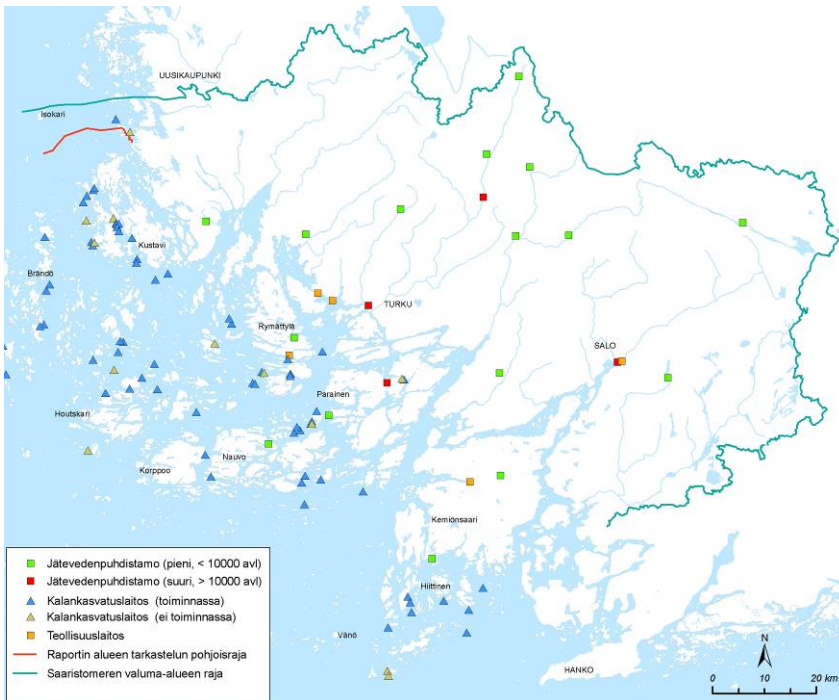 UUSIKAUPUNKI
Isokari
Kustavi
Brändö
TURKU
Rymättylä
SALO
Parainen
Houtskari
Nauvo
Korppoo
Kemiönsaari
Hiittinen
Vänö
HANKO
Jätevedenpuhdistamo (pieni, < 10000 avl)
Jätevedenpuhdistamo (suuri, > 10000 avl)
Kalankasvatuslaitos (toiminnassa)
Kalankasvatuslaitos (ei toiminnassa)
Teollisuuslaitos
Raportin alueen tarkastelun pohjoisraja
Saaristomeren valuma-alueen raja
N
0 10 20 km